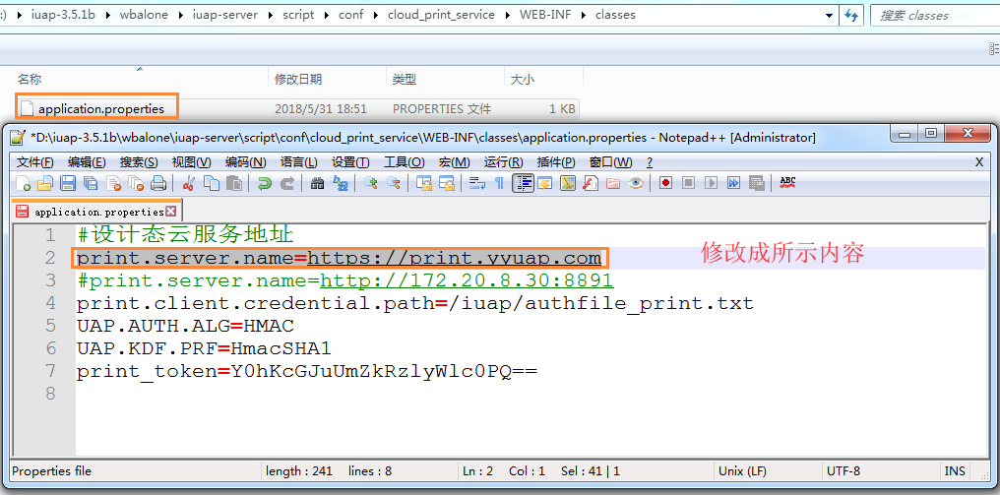 :) ▸ iuap-3.5.1b ▸ wbalone ▸ iuap-server ▸ script ▸ conf ▸ cloud_print_service ▸ WEB-INF ▸ classes
搜索 classes
名称 修改日期 类型 大小
application.properties 2018/5/31 18:51 PROPERTIES 文件 1 KB
*D:\iuap-3.5.1b\wbalone\iuap-server\script\conf\cloud_print_service\WEB-INF\classes\application.properties - Notepad++ [Administrator]
文件(F) 编辑(E) 搜索(S) 视图(V) 编码(N) 语言(L) 设置(T) 工具(O) 宏(M) 运行(R) 插件(P) 窗口(W) ? X
ABC
application.properties
1 #设计态云服务地址
2 print.server.name=https://print.yyuap.com
修改成所示内容
3 #print.server.name=http://172.20.8.30:8891
4 print.client.credential.path=/iuap/authfile_print.txt
5 UAP.AUTH.ALG=HMAC
6 UAP.KDF.PRF=HmacSHA1
7 print_token=Y0hKcGJuUmZkRzlyWlc0PQ==
8
Properties file length : 241 lines : 8 Ln : 2 Col : 1 Sel : 41 | 1 Unix (LF) UTF-8 INS